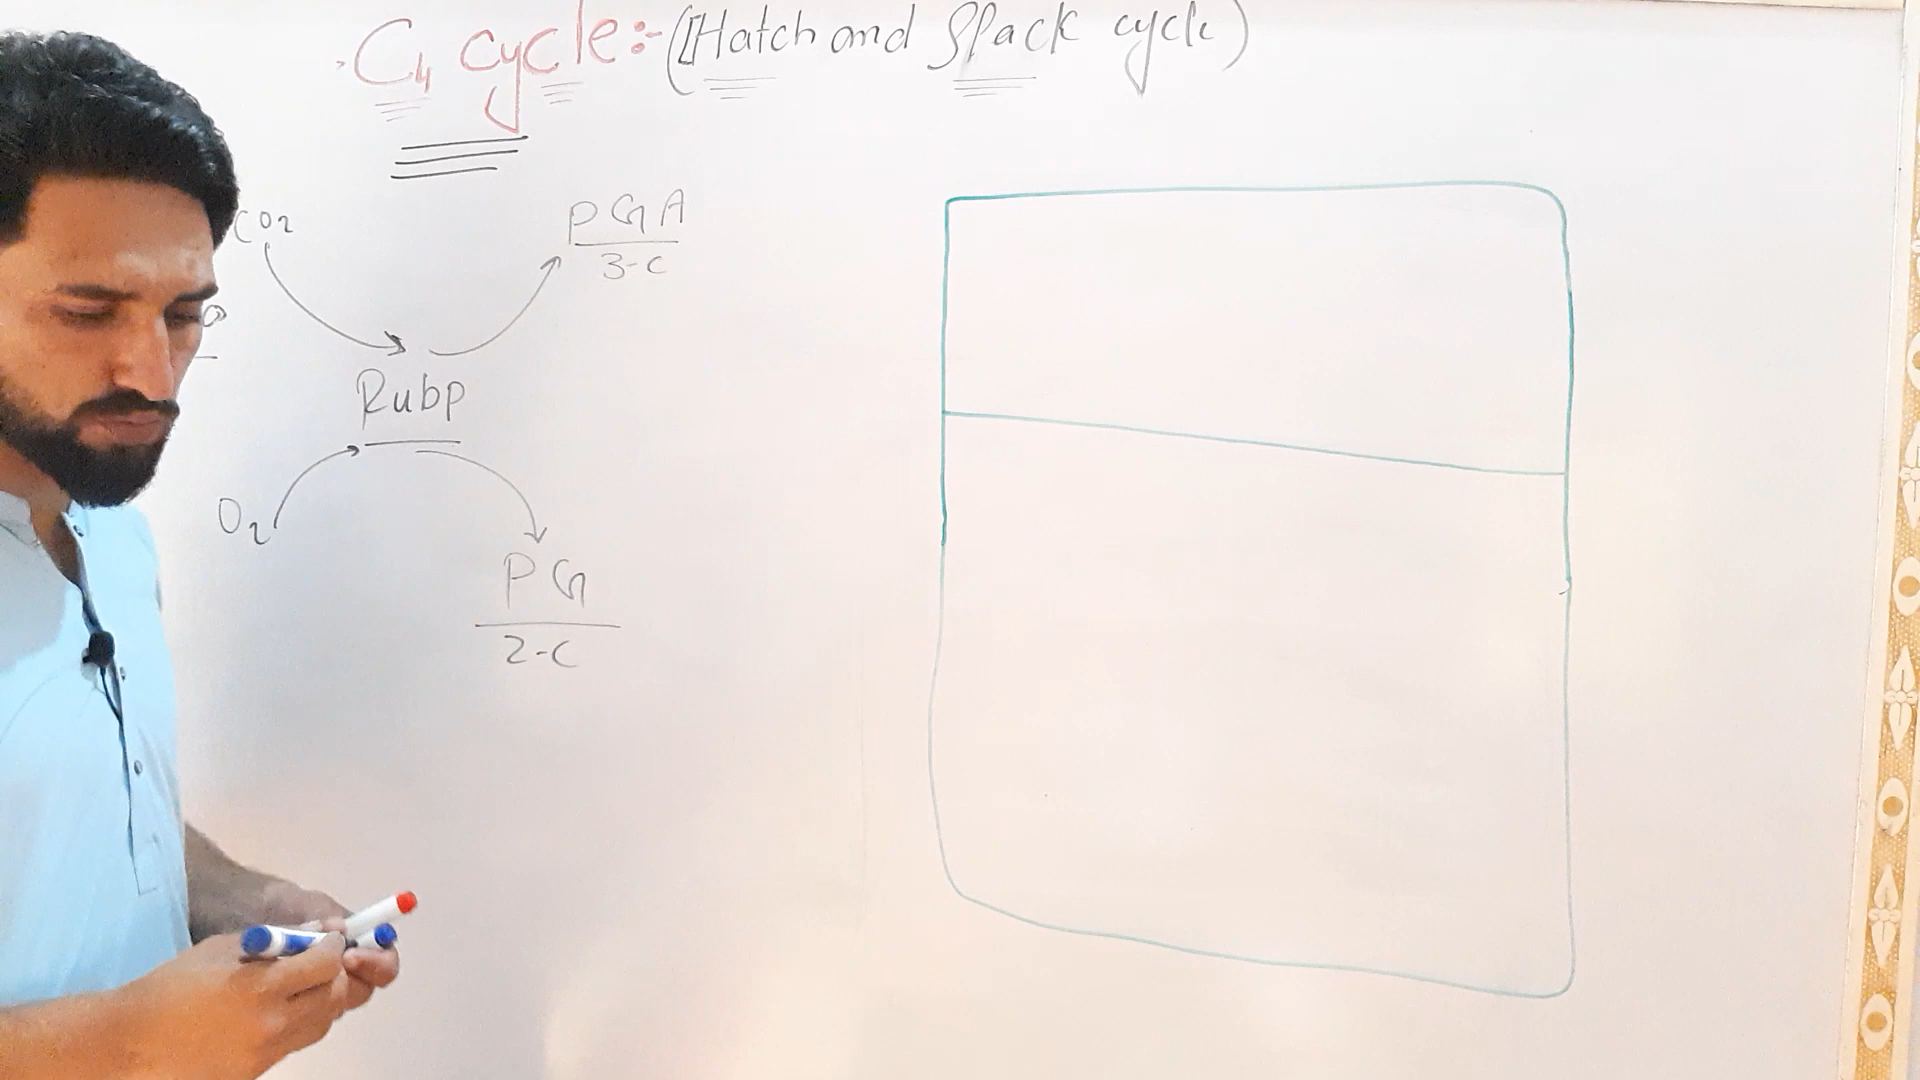 C4 cycle:- (Hatch and Slack cycle)
CO2
PGA
3-C
Rubp
O2
PG
2-C